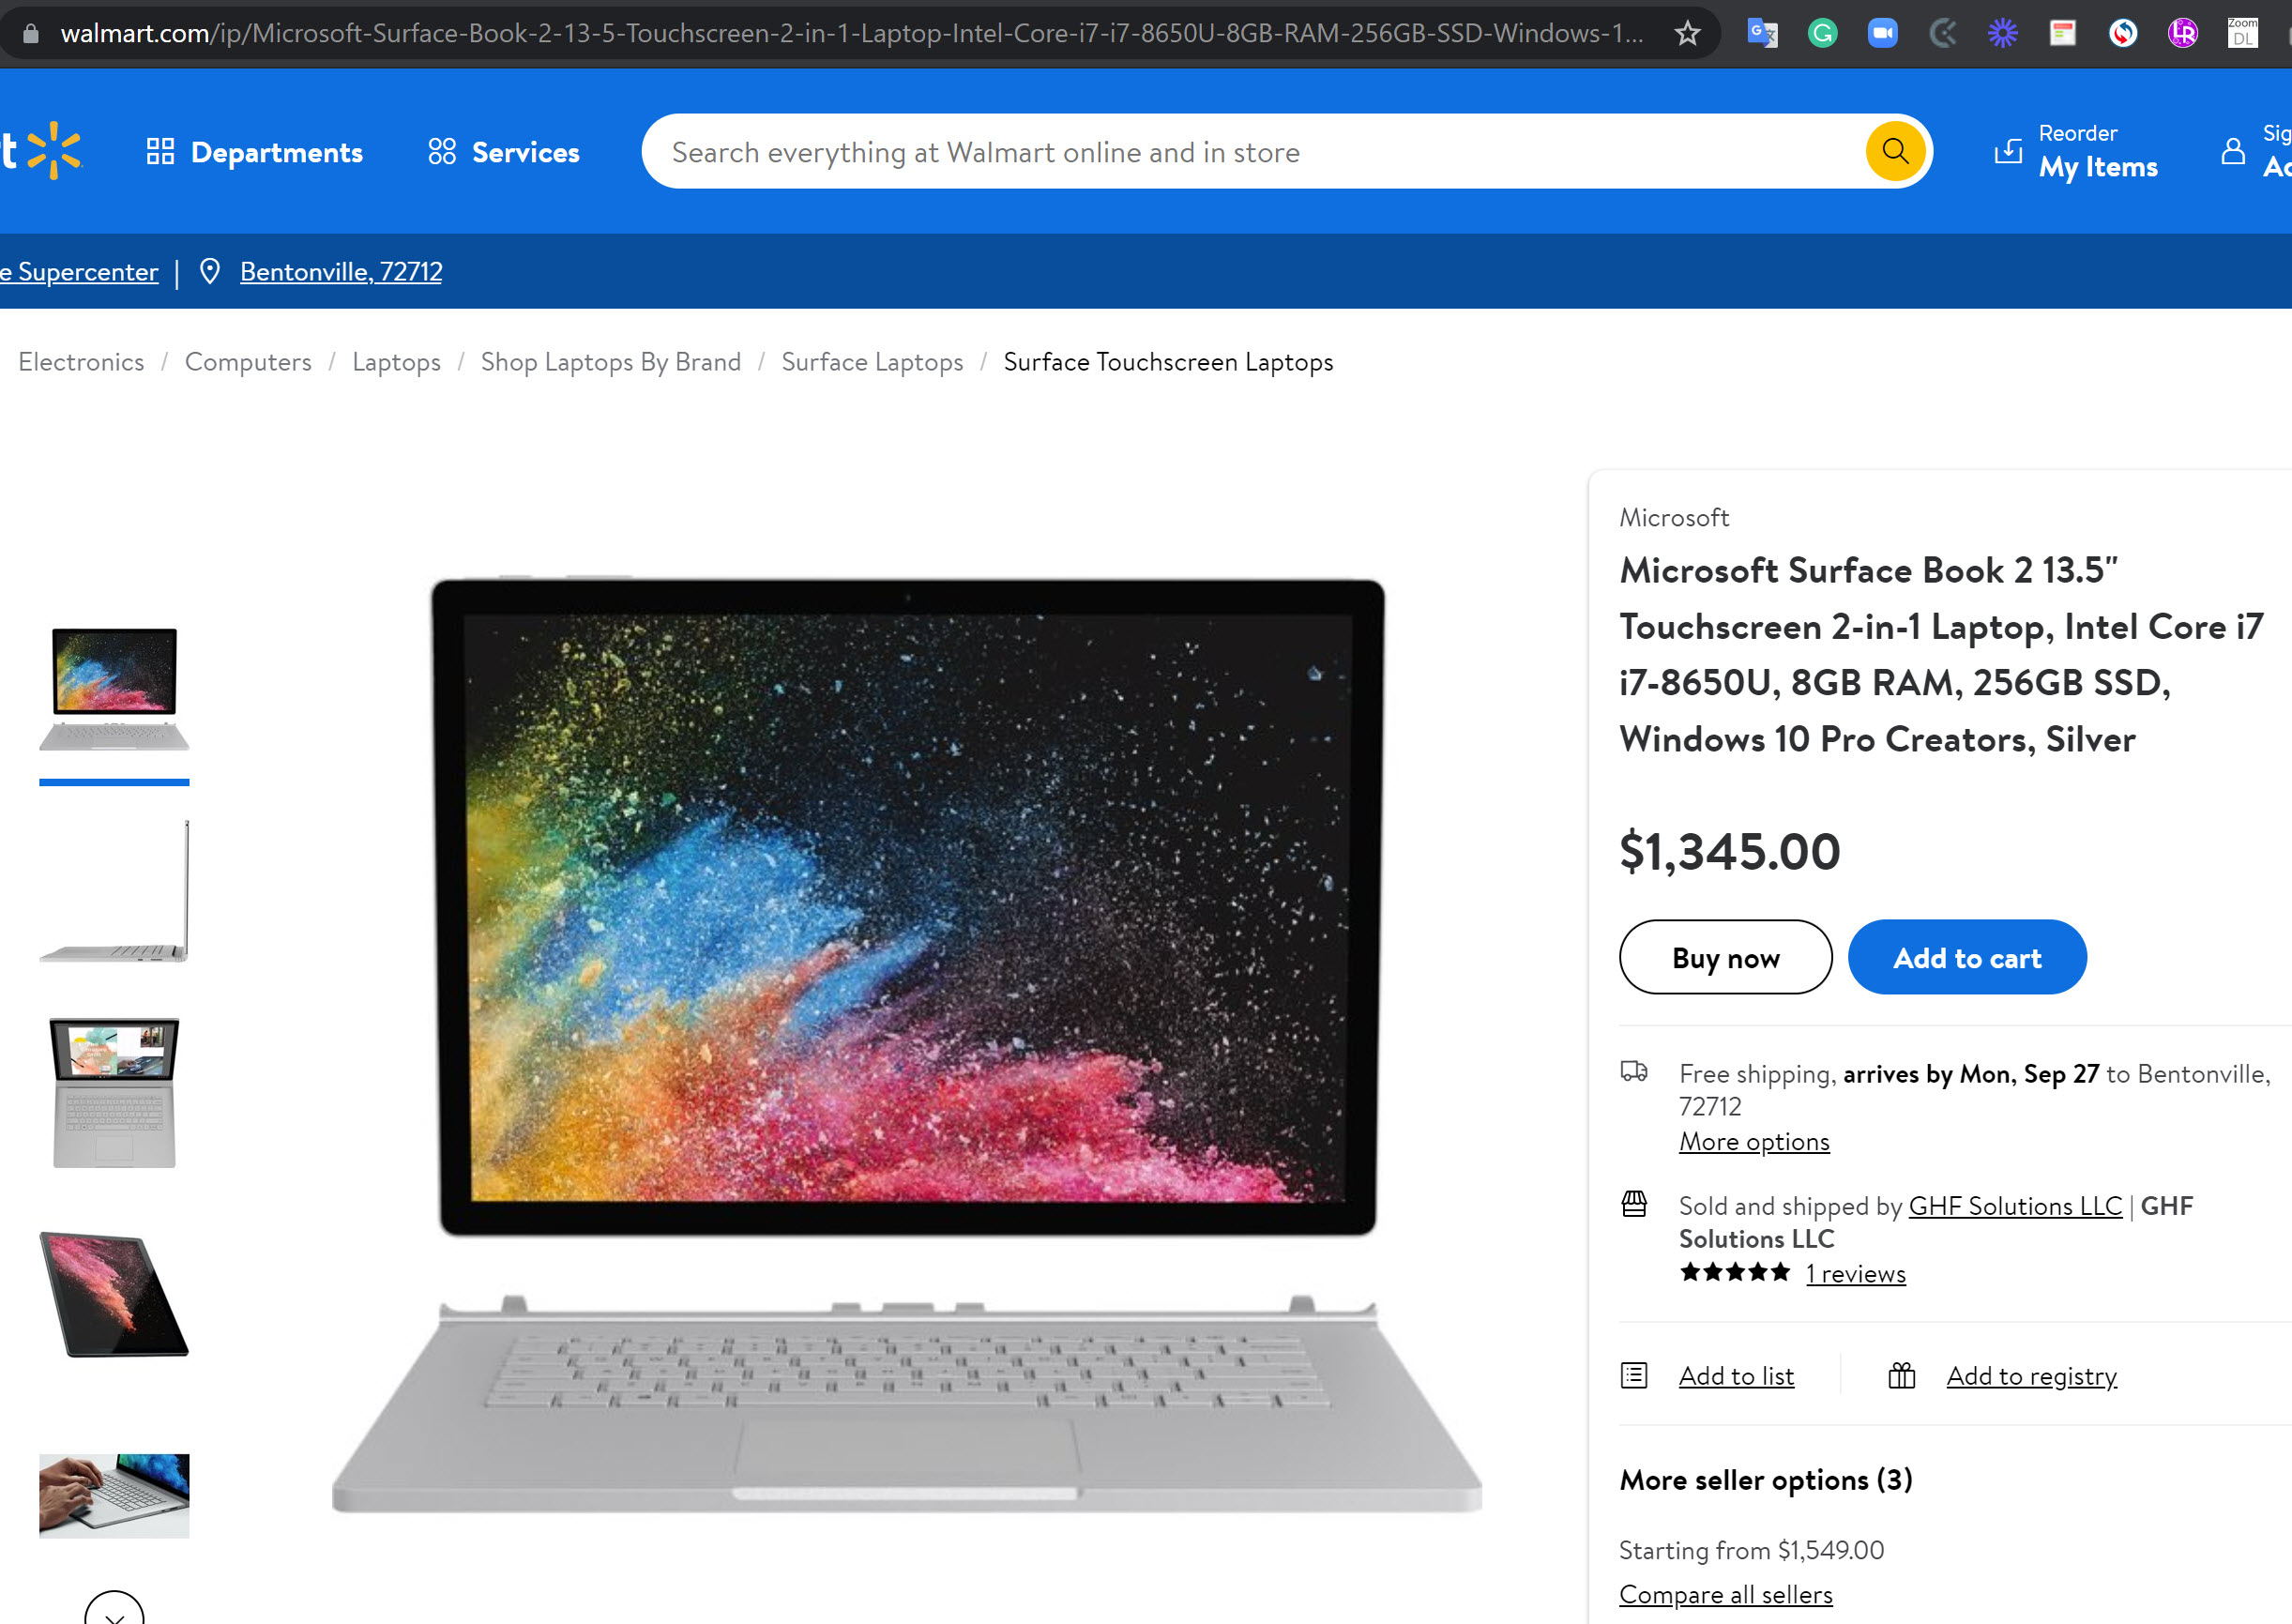 walmart.com/ip/Microsoft-Surface-Book-2-13-5-Touchscreen-2-in-1-Laptop-Intel-Core-i7-i7-8650U-8GB-RAM-256GB-SSD-Windows-1...
Zoom
DL
t
Departments
Services
Search everything at Walmart online and in store
Reorder
My Items
Sig
Ac
e Supercenter | Bentonville, 72712
Electronics / Computers / Laptops / Shop Laptops By Brand / Surface Laptops / Surface Touchscreen Laptops
Microsoft
Microsoft Surface Book 2 13.5"
Touchscreen 2-in-1 Laptop, Intel Core i7
i7-8650U, 8GB RAM, 256GB SSD,
Windows 10 Pro Creators, Silver
$1,345.00
Buy now
Add to cart
Free shipping, arrives by Mon, Sep 27 to Bentonville,
72712
More options
Sold and shipped by GHF Solutions LLC | GHF
Solutions LLC
1 reviews
Add to list
Add to registry
More seller options (3)
Starting from $1,549.00
Compare all sellers